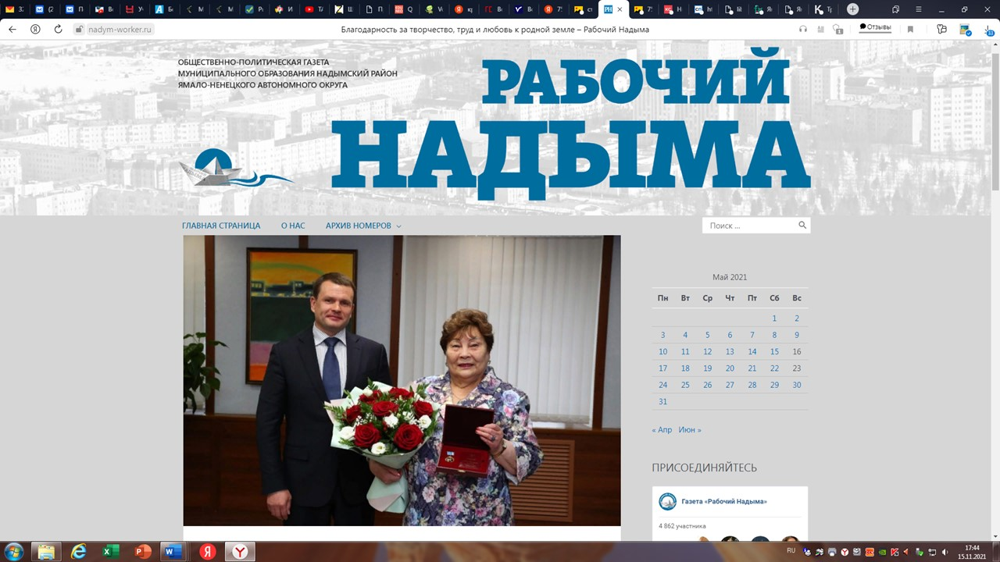 nadym-worker.ru
Благодарность за творчество, труд и любовь к родной земле – Рабочий Надыма
Отзывы
33
ОБЩЕСТВЕННО-ПОЛИТИЧЕСКАЯ ГАЗЕТА
МУНИЦИПАЛЬНОГО ОБРАЗОВАНИЯ НАДЫМСКИЙ РАЙОН
ЯМАЛО-НЕНЕЦКОГО АВТОНОМНОГО ОКРУГА
РАБОЧИЙ
НАДЫМА
ГЛАВНАЯ СТРАНИЦА О НАС АРХИВ НОМЕРОВ
Поиск ...
Май 2021
Пн Вт Ср Чт Пт Сб Вс
1 2
3 4 5 6 7 8 9
10 11 12 13 14 15 16
17 18 19 20 21 22 23
24 25 26 27 28 29 30
31
« Апр Июн »
ПРИСОЕДИНЯЙТЕСЬ
Газета «Рабочий Надыма»
4 862 участника
RU
17:44
15.11.2021